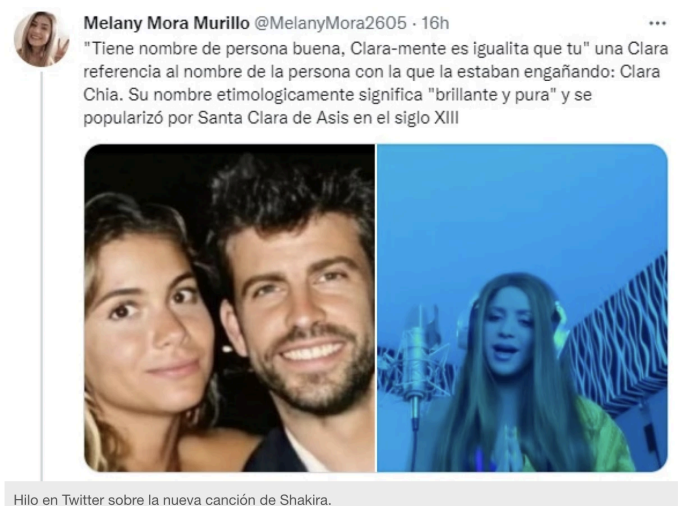 Melany Mora Murillo @MelanyMora2605 · 16h
"Tiene nombre de persona buena, Clara-mente es igualita que tu" una Clara
referencia al nombre de la persona con la que la estaban engañando: Clara
Chia. Su nombre etimologicamente significa "brillante y pura" y se
popularizó por Santa Clara de Asis en el siglo XIII
Hilo en Twitter sobre la nueva canción de Shakira.